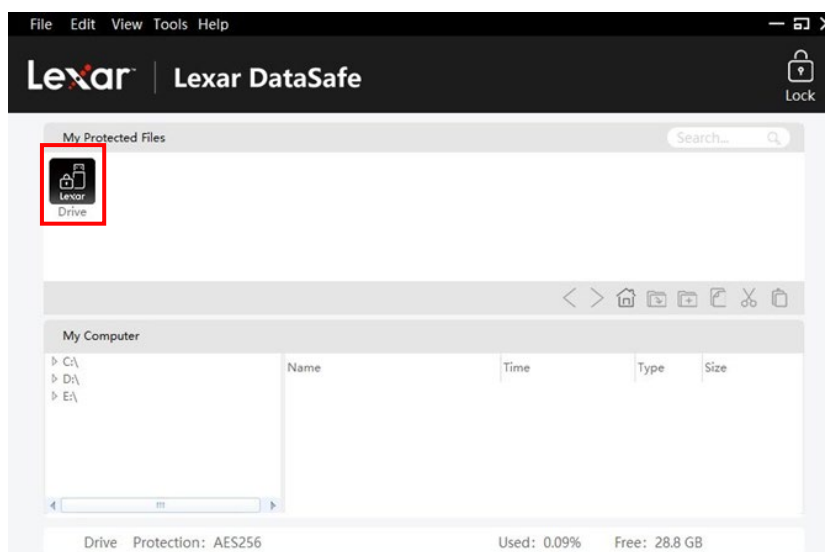 File Edit View Tools Help
Lexar Lexar DataSafe
Lock
My Protected Files Search...
Lexar
Drive
My Computer
C:\
D:\
E:\
Name Time Type Size
Drive Protection: AES256 Used: 0.09% Free: 28.8 GB